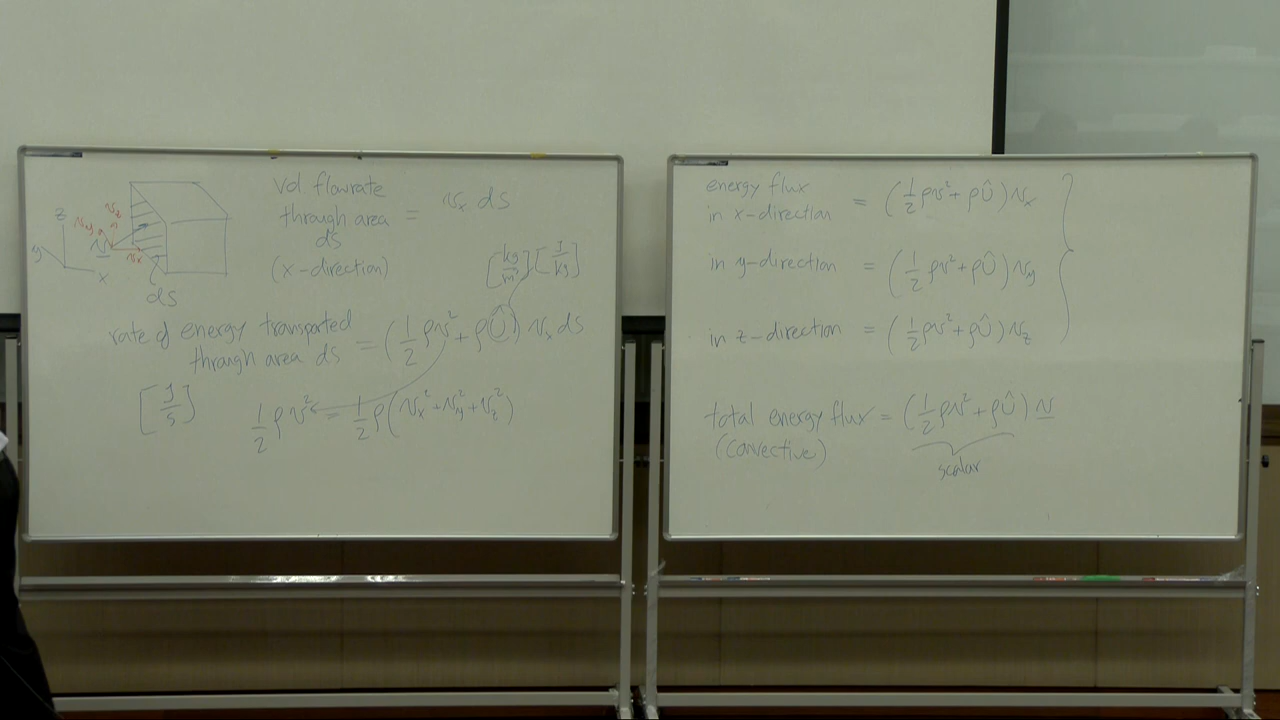 Vol. flowrate
through area = v_x dS
dS
(x-direction)
z
y
x
v_z
v_y
v_x
v
dS
[kg/m³][J/kg]
rate of energy transported
through area dS = (1/2 ρv² + ρÛ) v_x dS
[J/s]
1/2 ρv² = 1/2 ρ(v_x² + v_y² + v_z²)
energy flux
in x-direction = (1/2 ρv² + ρÛ) v_x
in y-direction = (1/2 ρv² + ρÛ) v_y
in z-direction = (1/2 ρv² + ρÛ) v_z
total energy flux = (1/2 ρv² + ρÛ) v
(Convective)
scalar